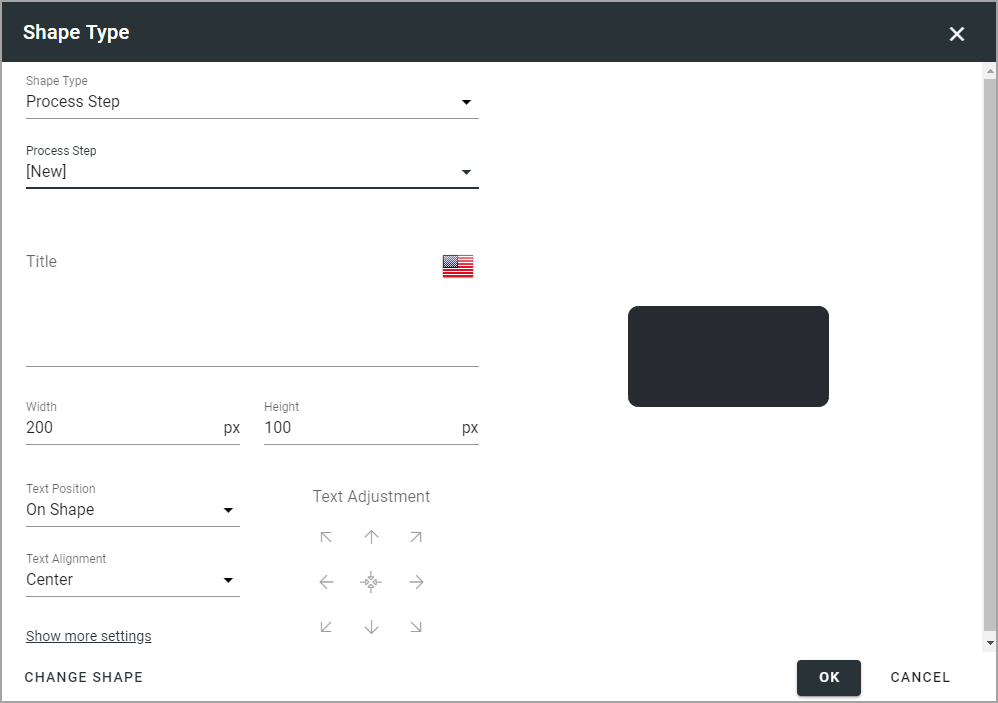 Shape Type
Shape Type
Process Step
Process Step
[New]
Title
Width
200 px
Height
100 px
Text Position
On Shape
Text Adjustment
Text Alignment
Center
Show more settings
CHANGE SHAPE
OK
CANCEL